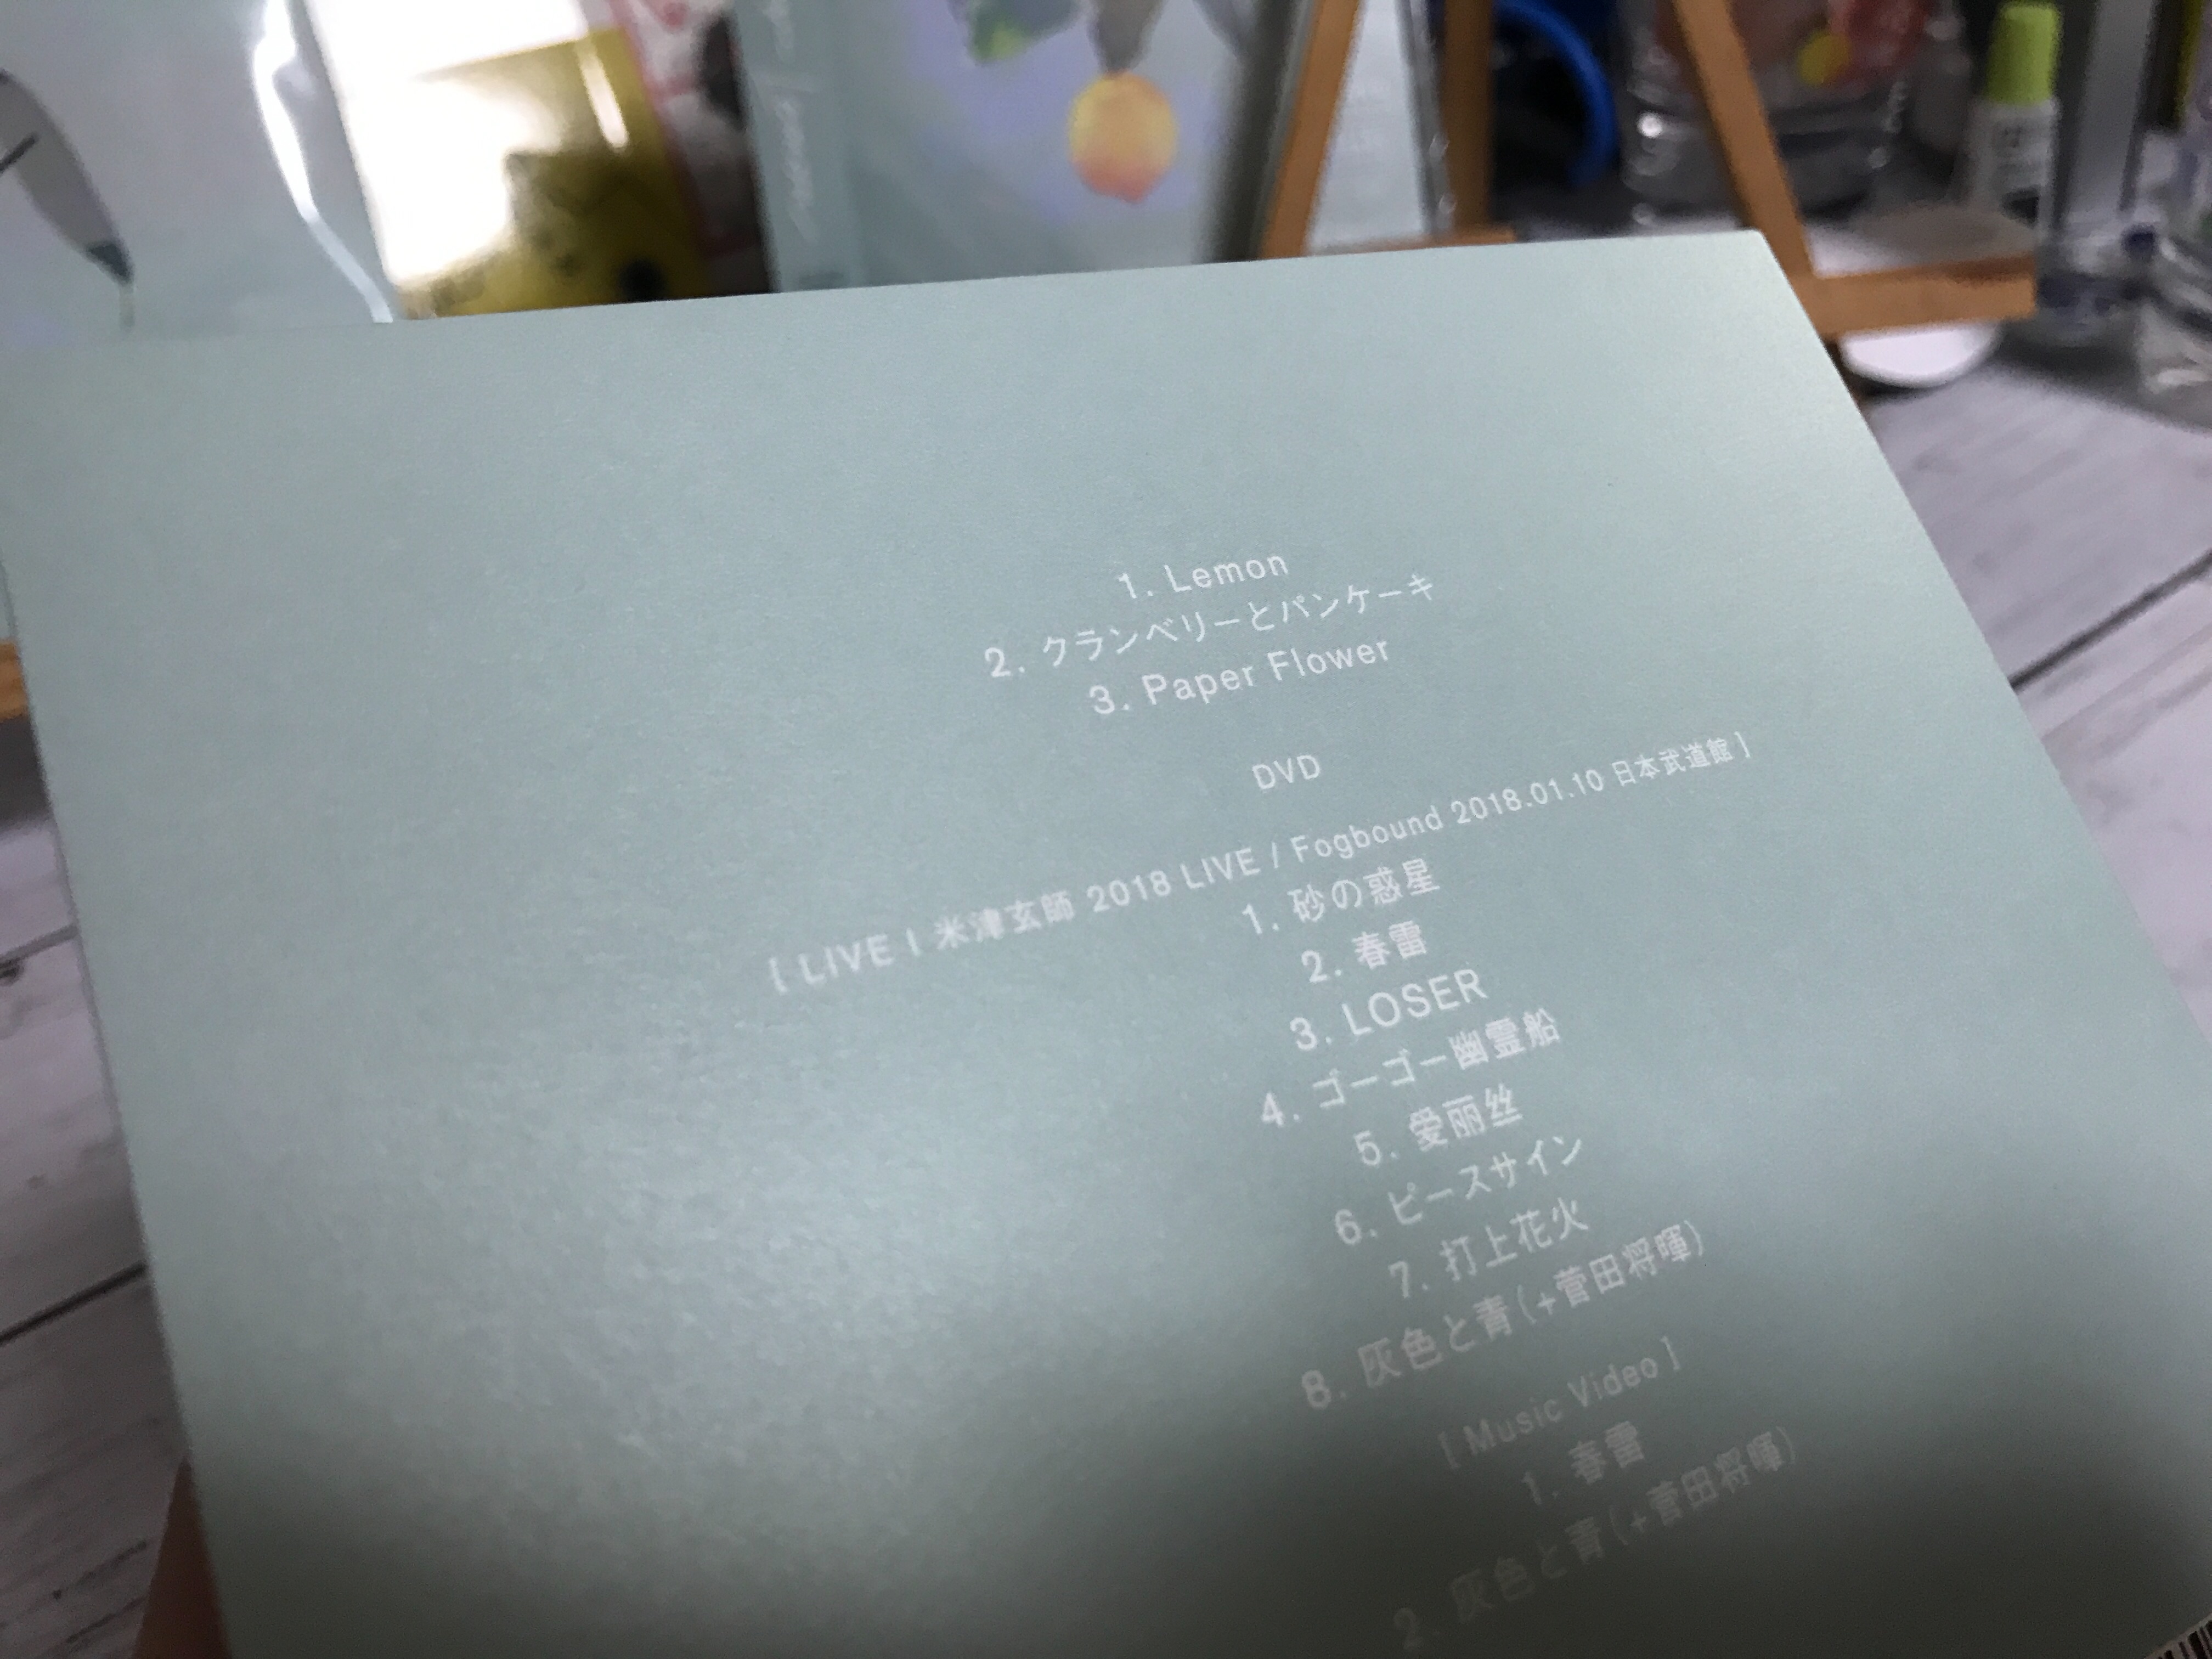 1. Lemon
2. クランベリーとパンケーキ
3. Paper Flower
DVD
[ LIVE | 米津玄師 2018 LIVE / Fogbound 2018.01.10 日本武道館 ]
1. 砂の惑星
2. 春雷
3. LOSER
4. ゴーゴー幽霊船
5. 愛丽丝
6. ピースサイン
7. 打上花火
8. 灰色と青(+菅田将暉)
[ Music Video ]
1. 春雷
2. 灰色と青(+菅田将暉)